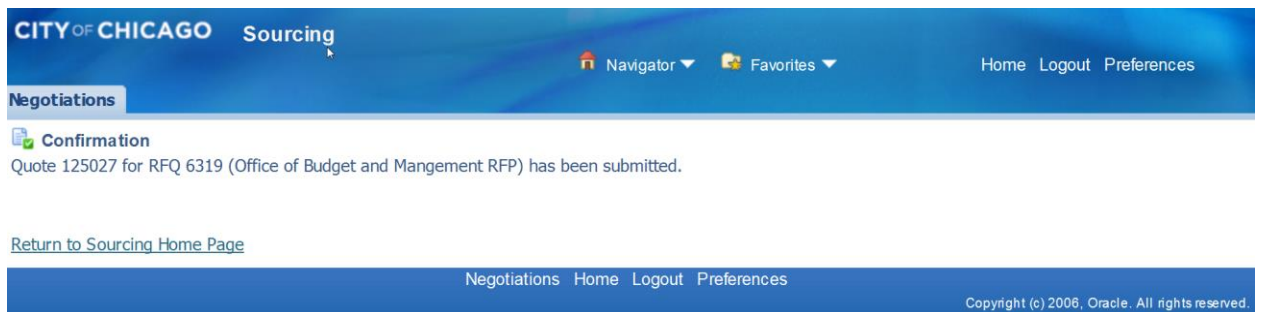 CITY OF CHICAGO Sourcing
Navigator Favorites Home Logout Preferences
Negotiations
Confirmation
Quote 125027 for RFQ 6319 (Office of Budget and Mangement RFP) has been submitted.
Return to Sourcing Home Page
Negotiations Home Logout Preferences
Copyright (c) 2006, Oracle. All rights reserved.